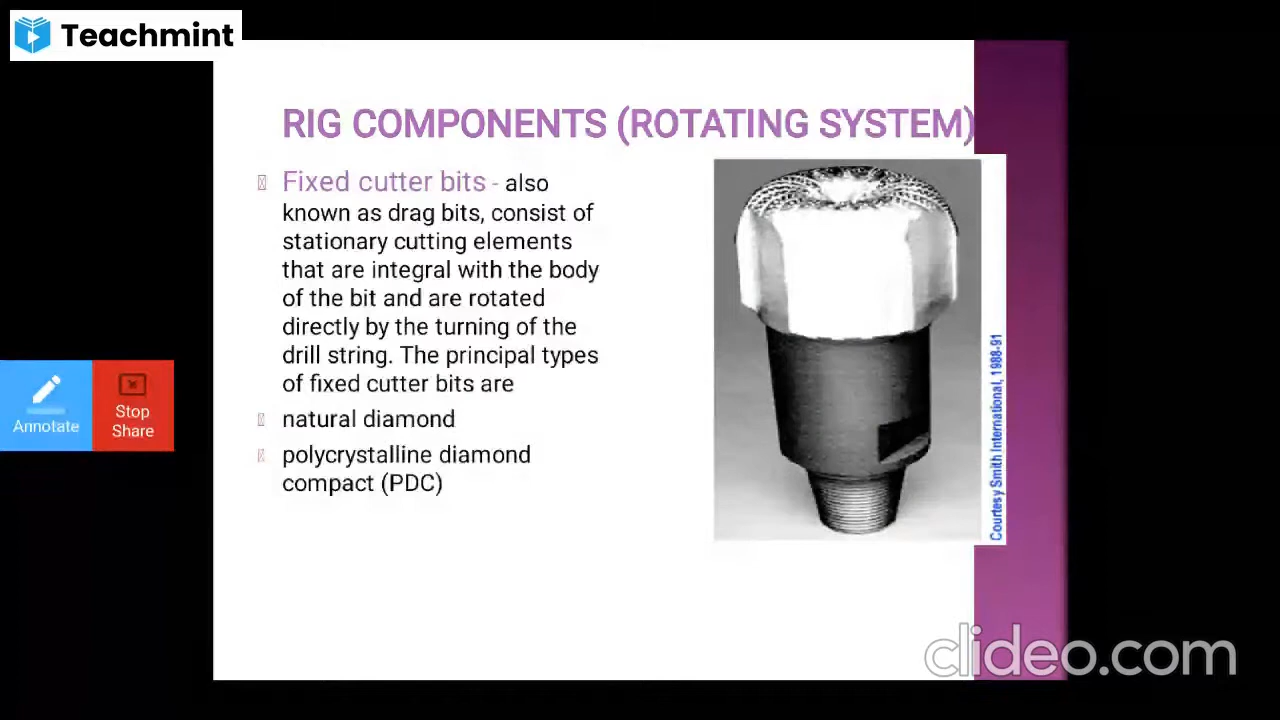 Teachmint
RIG COMPONENTS (ROTATING SYSTEM)
Fixed cutter bits - also
known as drag bits, consist of
stationary cutting elements
that are integral with the body
of the bit and are rotated
directly by the turning of the
drill string. The principal types
of fixed cutter bits are
natural diamond
polycrystalline diamond
compact (PDC)
Courtesy Smith International, 1988-91
Annotate
Stop
Share
clideo.com